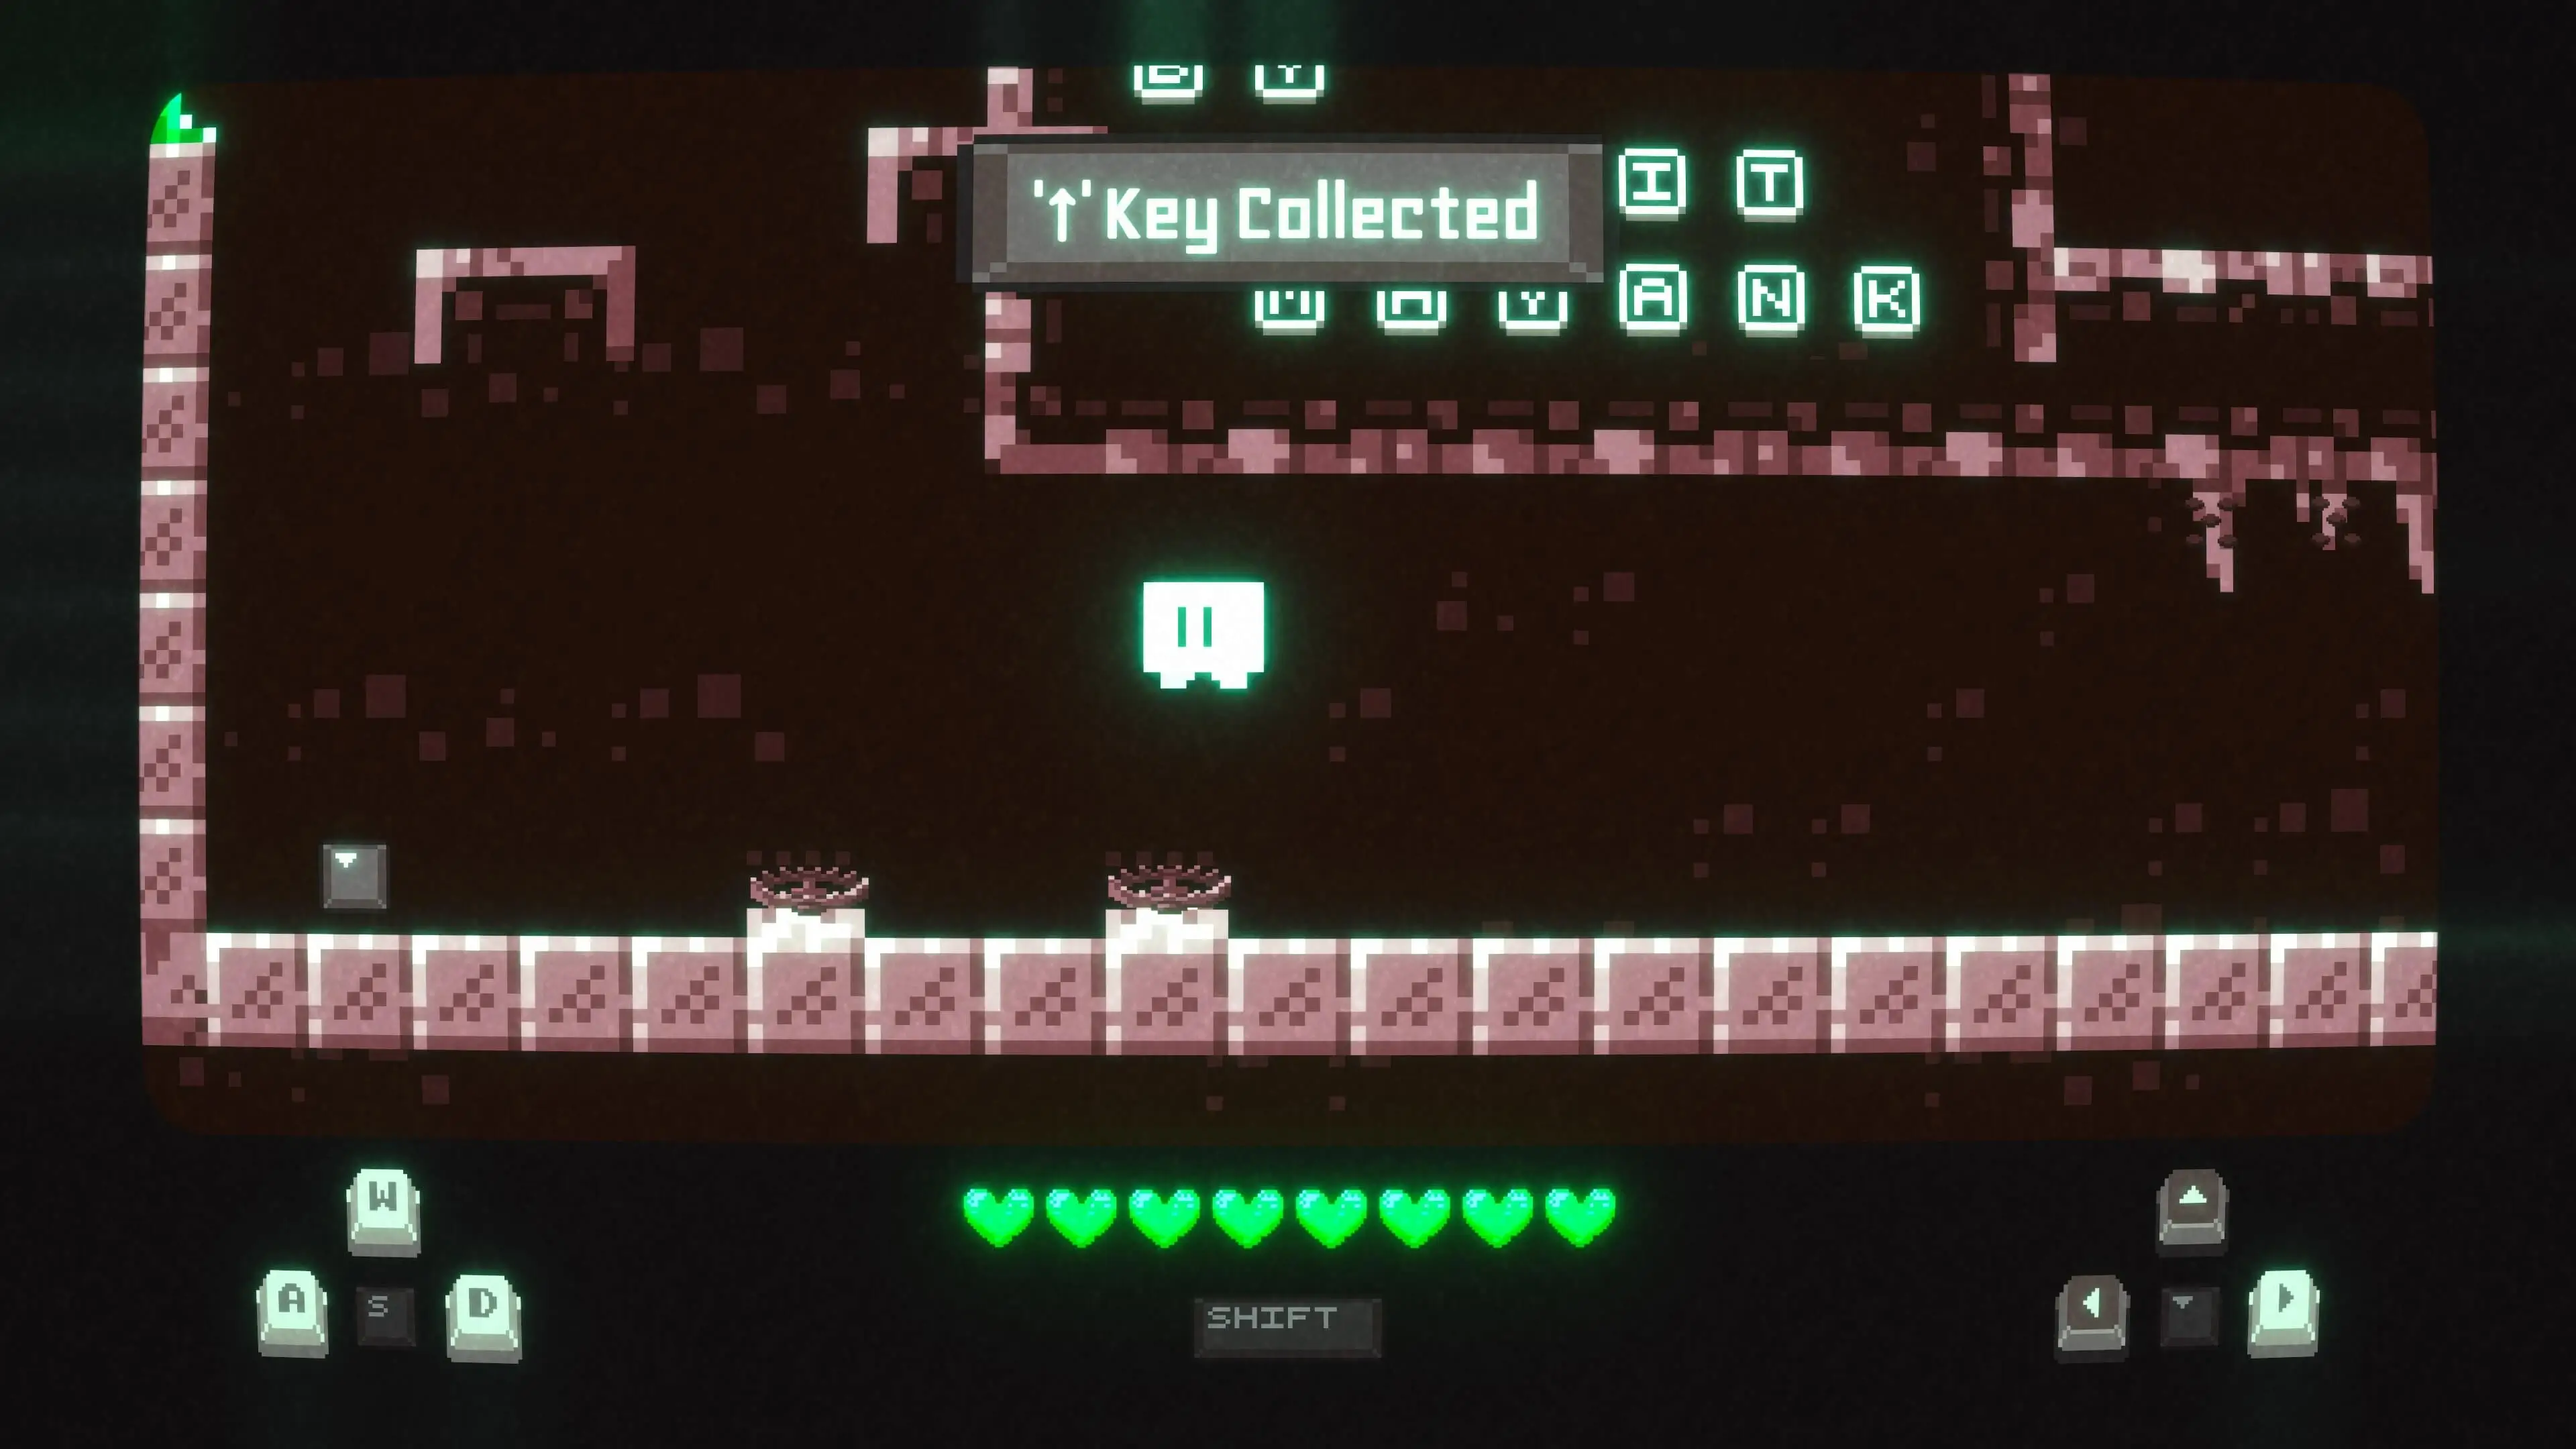 B Y
'↑' Key Collected
I T
M A Y A N K
W
A S D
SHIFT